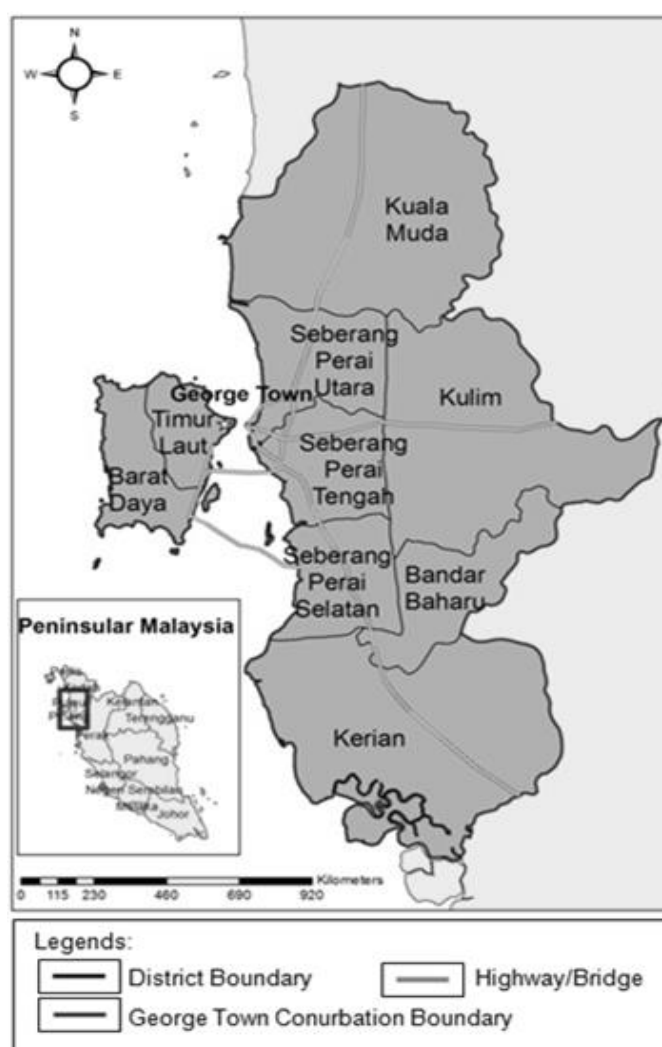 N
W E
S
Kuala
Muda
Seberang
Perai
Utara
George Town
Kulim
Timur
Laut
Seberang
Perai
Tengah
Barat
Daya
Seberang
Perai
Selatan
Bandar
Baharu
Kerian
Peninsular Malaysia
Kelantan
Terengganu
Perak
Pahang
Selangor
Negeri Sembilan
Melaka
Johor
Kilometers
0 115 230 460 690 920
Legends:
District Boundary
Highway/Bridge
George Town Conurbation Boundary